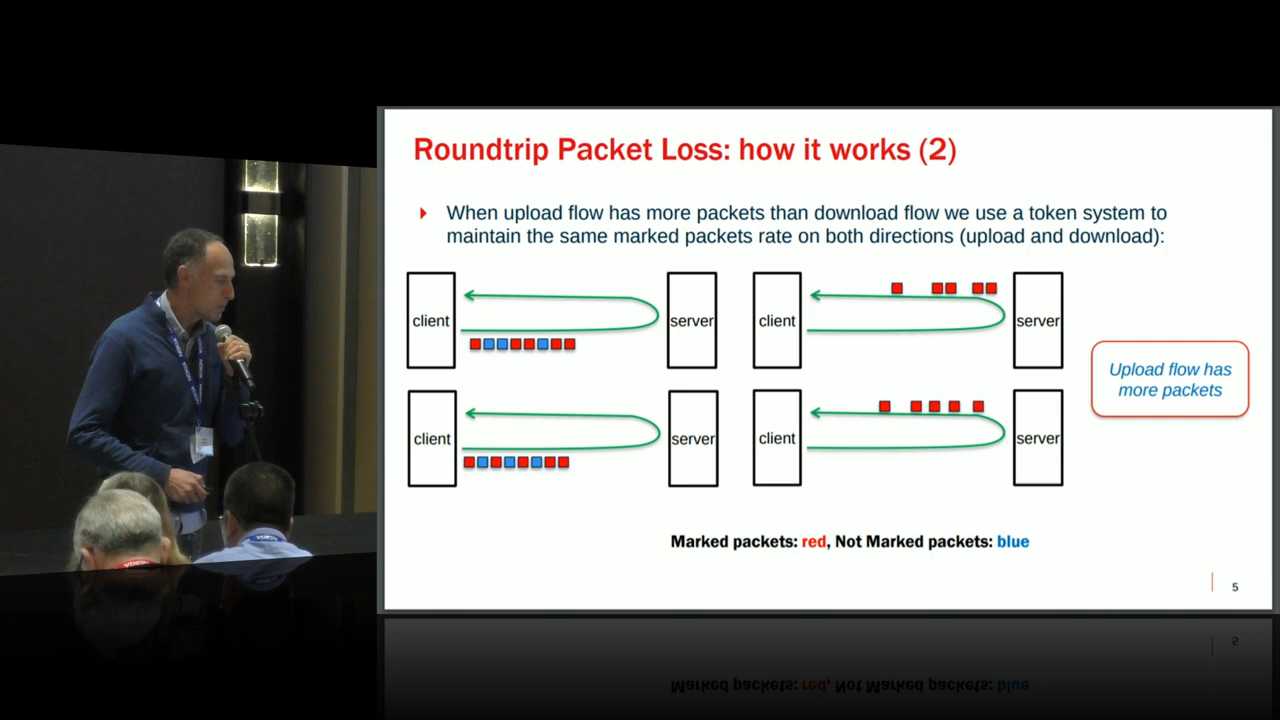 Roundtrip Packet Loss: how it works (2)
When upload flow has more packets than download flow we use a token system to
maintain the same marked packets rate on both directions (upload and download):
client
server
client
server
client
server
client
server
Upload flow has
more packets
Marked packets: red, Not Marked packets: blue
5
NOKIA